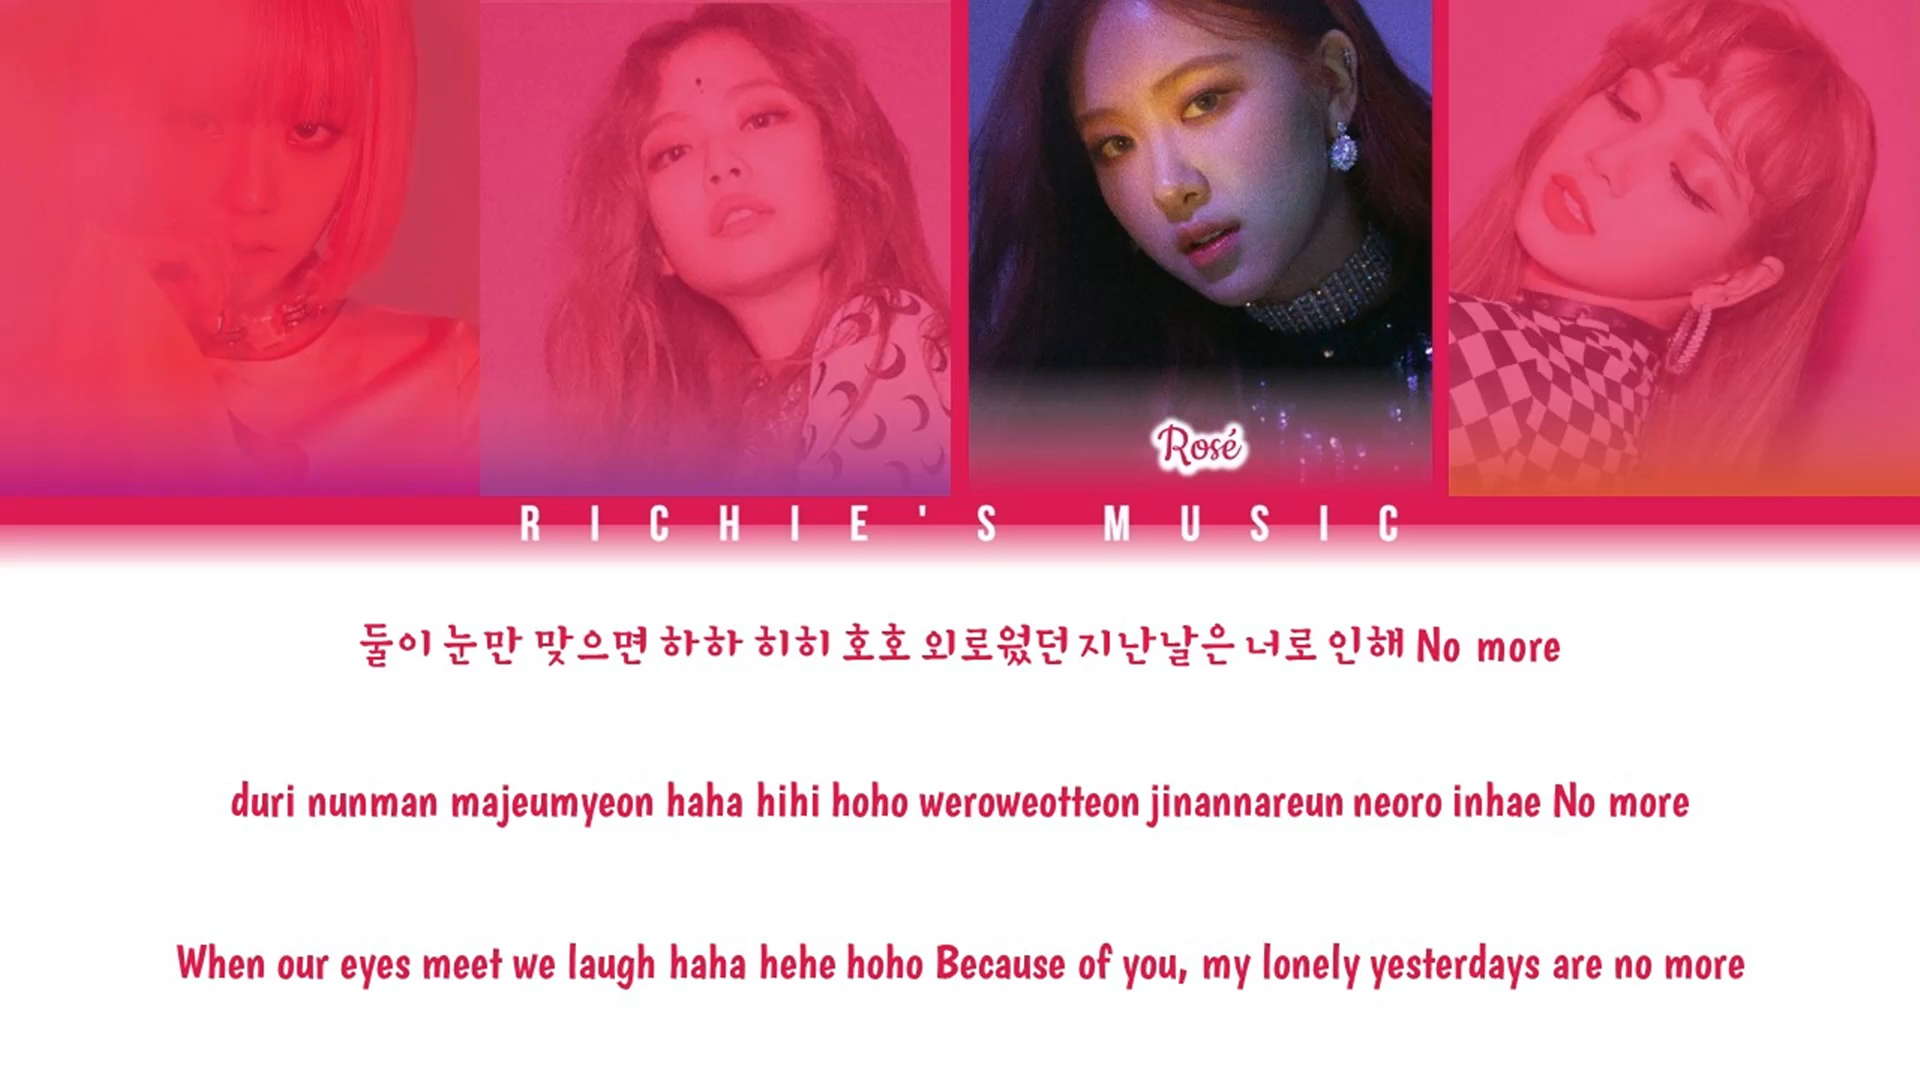 Rosé
RICHIE'S MUSIC
둘이 눈만 맞으면 하하 히히 호호 외로웠던 지난날은 너로 인해 No more
duri nunman majeumyeon haha hihi hoho weroweotteon jinannareun neoro inhae No more
When our eyes meet we laugh haha hehe hoho Because of you, my lonely yesterdays are no more